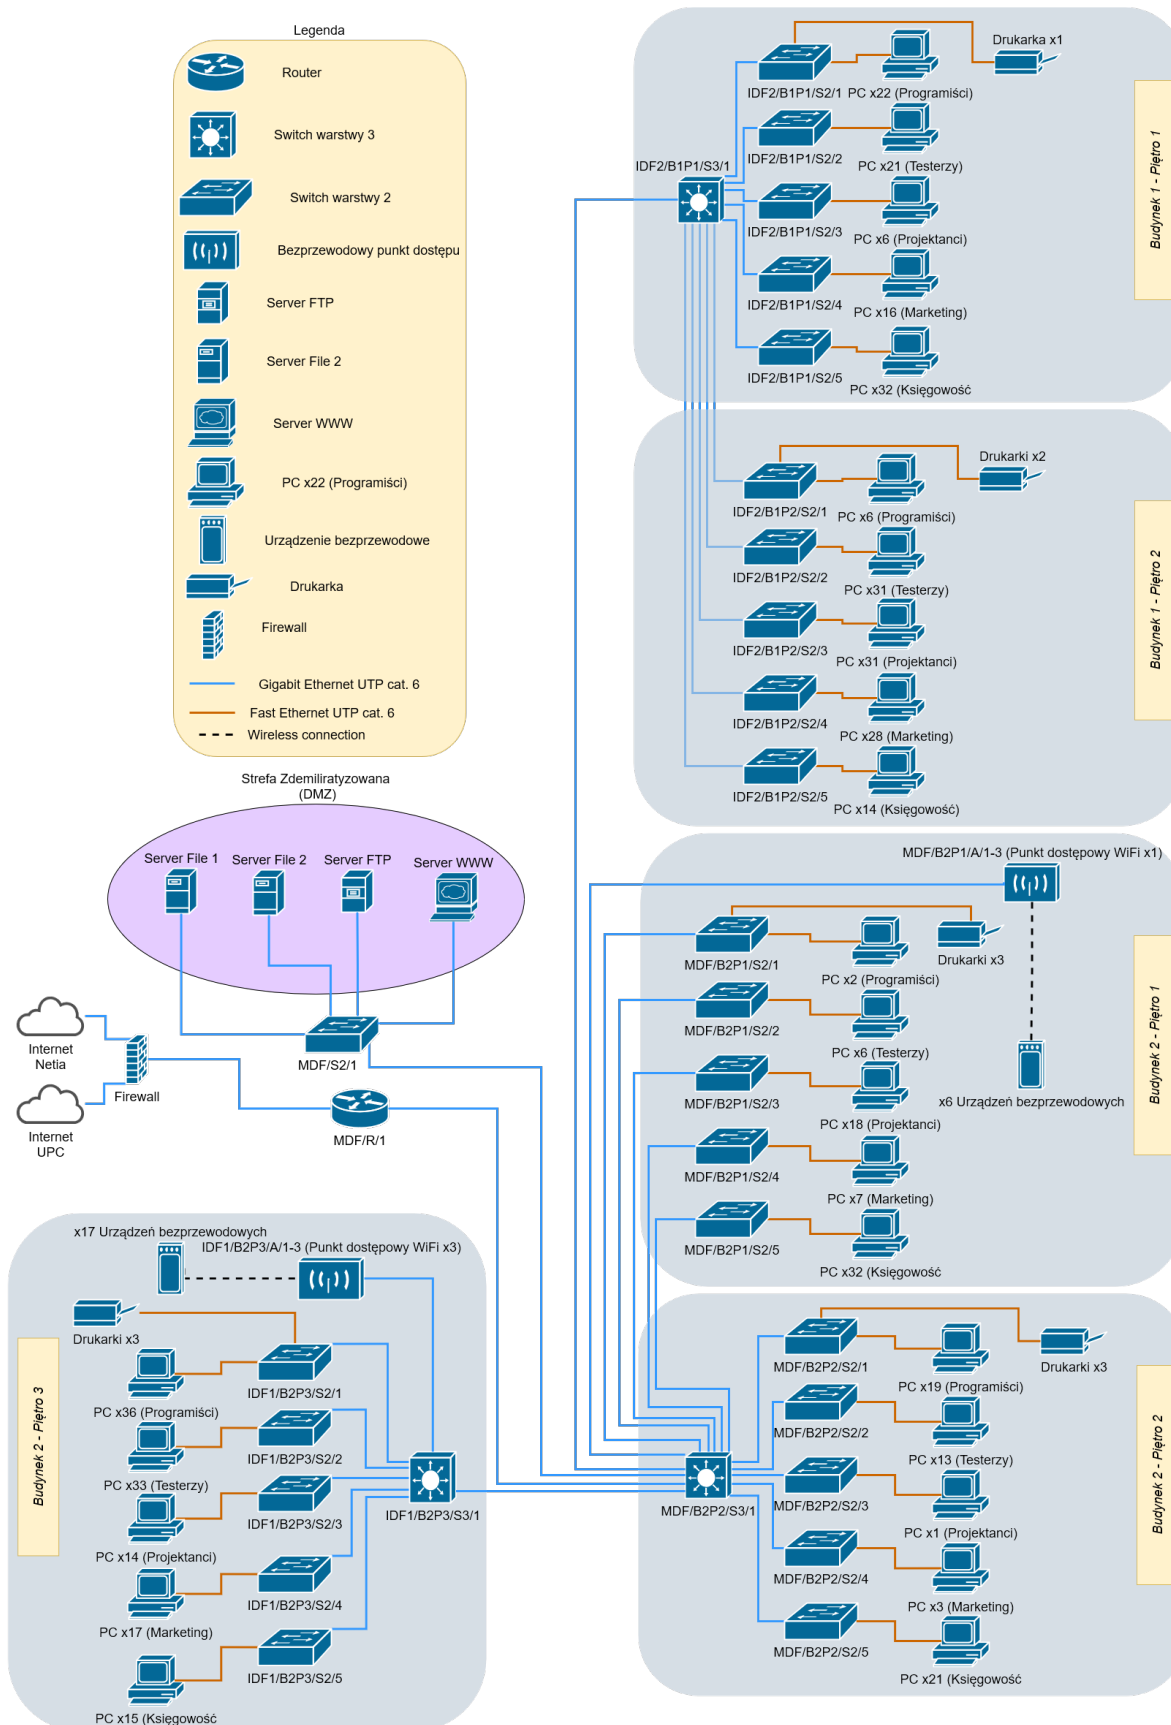 Legenda
Router
Switch warstwy 3
Switch warstwy 2
Bezprzewodowy punkt dostępu
Server FTP
Server File 2
Server WWW
PC x22 (Programiści)
Urządzenie bezprzewodowe
Drukarka
Firewall
Gigabit Ethernet UTP cat. 6
Fast Ethernet UTP cat. 6
Wireless connection
Drukarka x1
IDF2/B1P1/S2/1
PC x22 (Programiści)
IDF2/B1P1/S2/2
PC x21 (Testerzy)
IDF2/B1P1/S3/1
IDF2/B1P1/S2/3
PC x6 (Projektanci)
IDF2/B1P1/S2/4
PC x16 (Marketing)
IDF2/B1P1/S2/5
PC x32 (Księgowość
Budynek 1 - Piętro 1
Drukarki x2
IDF2/B1P2/S2/1
PC x6 (Programiści)
IDF2/B1P2/S2/2
PC x31 (Testerzy)
IDF2/B1P2/S2/3
PC x31 (Projektanci)
IDF2/B1P2/S2/4
PC x28 (Marketing)
IDF2/B1P2/S2/5
PC x14 (Księgowość)
Budynek 1 - Piętro 2
Strefa Zdemiliratyzowana
(DMZ)
Server File 1
Server File 2
Server FTP
Server WWW
MDF/S2/1
Internet
Netia
Firewall
Internet
UPC
MDF/R/1
MDF/B2P1/A/1-3 (Punkt dostępowy WiFi x1)
Drukarki x3
MDF/B2P1/S2/1
PC x2 (Programiści)
MDF/B2P1/S2/2
PC x6 (Testerzy)
MDF/B2P1/S2/3
x6 Urządzeń bezprzewodowych
PC x18 (Projektanci)
MDF/B2P1/S2/4
PC x7 (Marketing)
MDF/B2P1/S2/5
PC x32 (Księgowość
Budynek 2 - Piętro 1
x17 Urządzeń bezprzewodowych
IDF1/B2P3/A/1-3 (Punkt dostępowy WiFi x3)
Drukarki x3
IDF1/B2P3/S2/1
PC x36 (Programiści)
IDF1/B2P3/S2/2
PC x33 (Testerzy)
IDF1/B2P3/S3/1
IDF1/B2P3/S2/3
PC x14 (Projektanci)
IDF1/B2P3/S2/4
PC x17 (Marketing)
IDF1/B2P3/S2/5
PC x15 (Księgowość
Budynek 2 - Piętro 3
Drukarki x3
MDF/B2P2/S2/1
PC x19 (Programiści)
MDF/B2P2/S2/2
PC x13 (Testerzy)
MDF/B2P2/S3/1
MDF/B2P2/S2/3
PC x1 (Projektanci)
MDF/B2P2/S2/4
PC x3 (Marketing)
MDF/B2P2/S2/5
PC x21 (Księgowość
Budynek 2 - Piętro 2